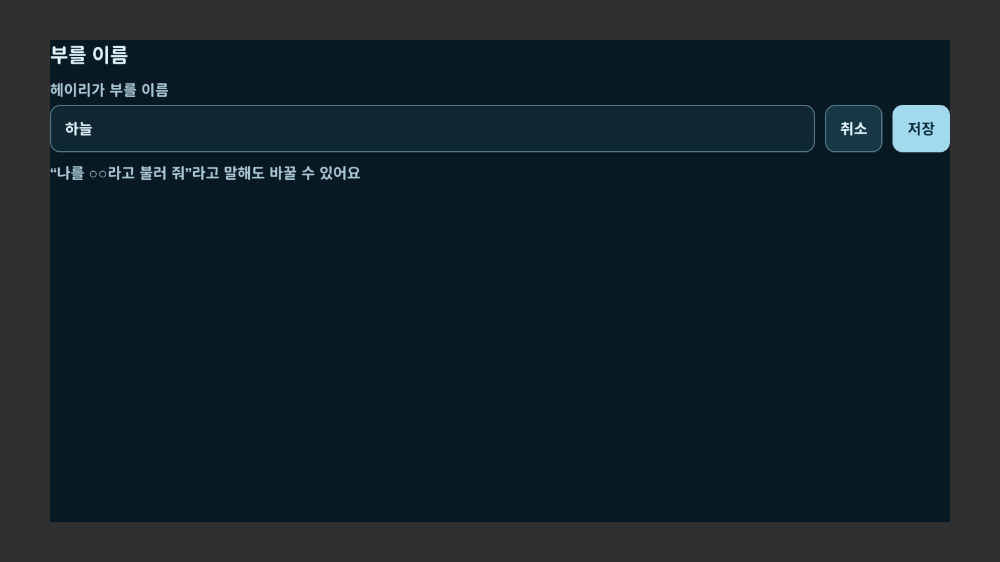 부를 이름
헤이리가 부를 이름
하늘
취소
저장
“나를 ○○라고 불러 줘”라고 말해도 바꿀 수 있어요